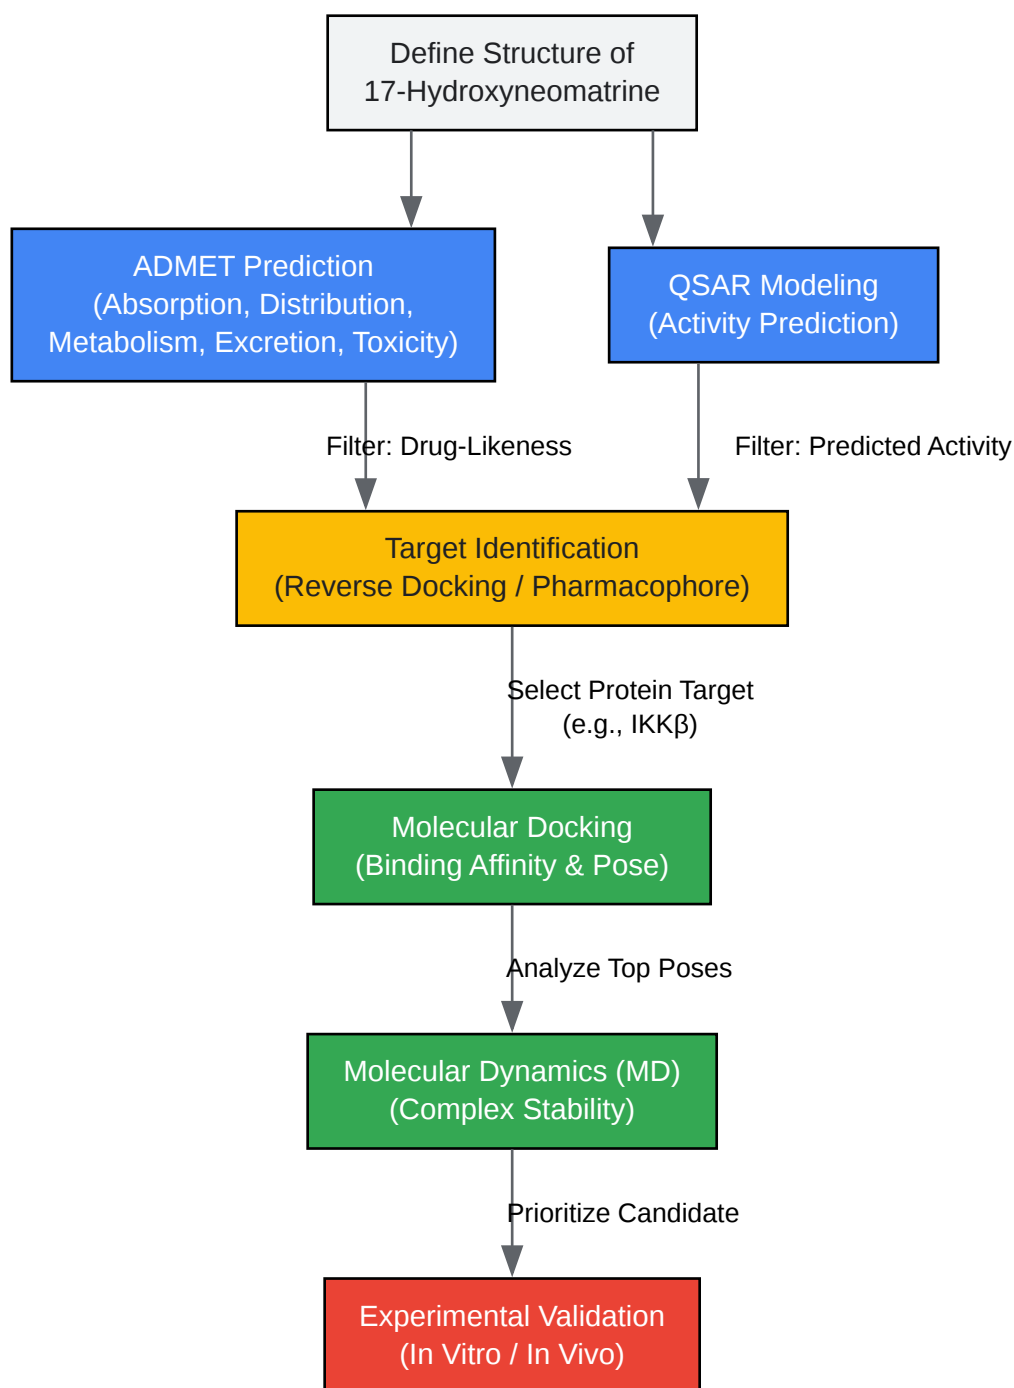 Define Structure of
17-Hydroxyneomatrine
ADMET Prediction
(Absorption, Distribution,
Metabolism, Excretion, Toxicity)
QSAR Modeling
(Activity Prediction)
Filter: Drug-Likeness
Filter: Predicted Activity
Target Identification
(Reverse Docking / Pharmacophore)
Select Protein Target
(e.g., IKKβ)
Molecular Docking
(Binding Affinity & Pose)
Analyze Top Poses
Molecular Dynamics (MD)
(Complex Stability)
Prioritize Candidate
Experimental Validation
(In Vitro / In Vivo)